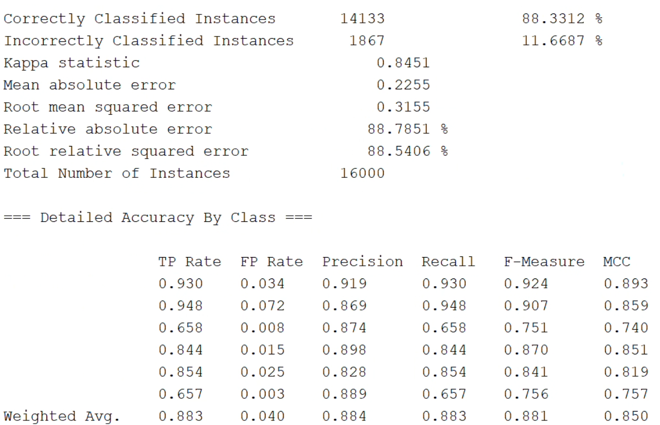 Correctly Classified Instances 14133 88.3312 %
Incorrectly Classified Instances 1867 11.6687 %
Kappa statistic 0.8451
Mean absolute error 0.2255
Root mean squared error 0.3155
Relative absolute error 88.7851 %
Root relative squared error 88.5406 %
Total Number of Instances 16000
=== Detailed Accuracy By Class ===
TP Rate FP Rate Precision Recall F-Measure MCC
0.930 0.034 0.919 0.930 0.924 0.893
0.948 0.072 0.869 0.948 0.907 0.859
0.658 0.008 0.874 0.658 0.751 0.740
0.844 0.015 0.898 0.844 0.870 0.851
0.854 0.025 0.828 0.854 0.841 0.819
0.657 0.003 0.889 0.657 0.756 0.757
Weighted Avg. 0.883 0.040 0.884 0.883 0.881 0.850